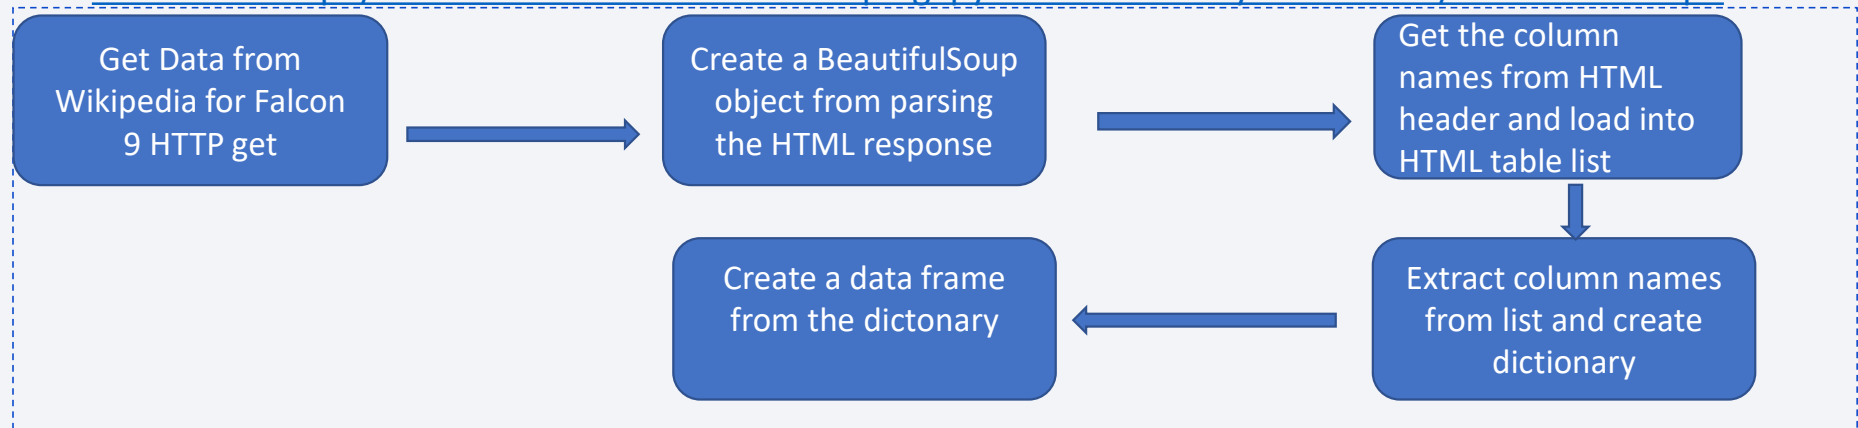 Get Data from
Wikipedia for Falcon
9 HTTP get
Create a BeautifulSoup
object from parsing
the HTML response
Get the column
names from HTML
header and load into
HTML table list
Extract column names
from list and create
dictionary
Create a data frame
from the dictonary